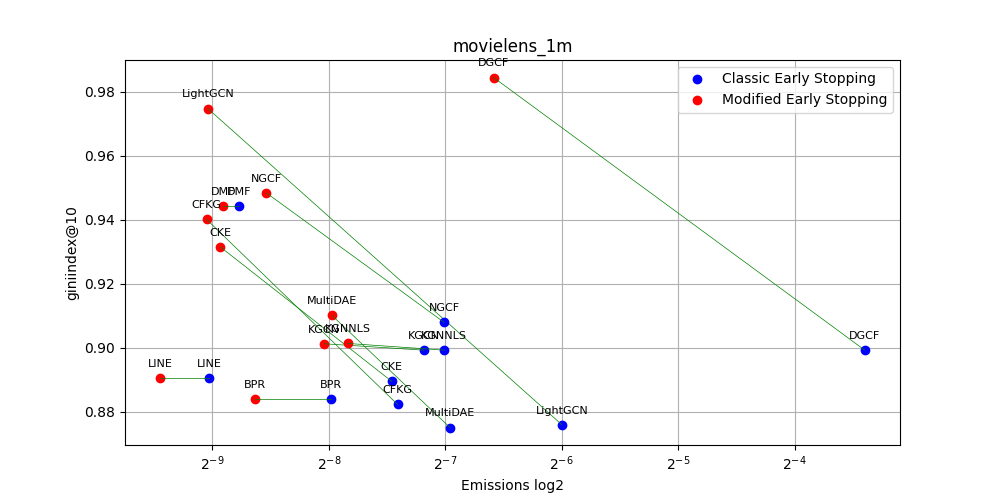 movielens_1m
DGCF
Classic Early Stopping
Modified Early Stopping
0.98
LightGCN
0.96
NGCF
DMF DMF
CFKG
0.94
CKE
giniindex@10
0.92
MultiDAE
NGCF
KGCN KGNNLS
KGCN KGNNLS
DGCF
0.90
LINE LINE
CKE
BPR BPR
CFKG
0.88
MultiDAE
LightGCN
2⁻⁹ 2⁻⁸ 2⁻⁷ 2⁻⁶ 2⁻⁵ 2⁻⁴
Emissions log2